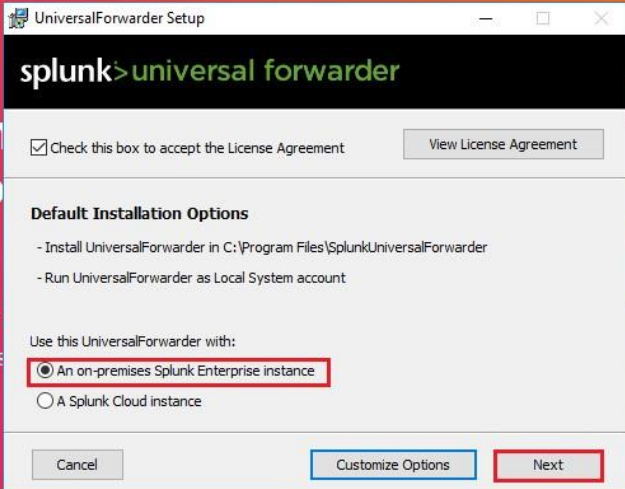 UniversalForwarder Setup
splunk>universal forwarder
Check this box to accept the License Agreement
View License Agreement
Default Installation Options
- Install UniversalForwarder in C:\Program Files\SplunkUniversalForwarder
- Run UniversalForwarder as Local System account
Use this UniversalForwarder with:
An on-premises Splunk Enterprise instance
A Splunk Cloud instance
Cancel
Customize Options
Next